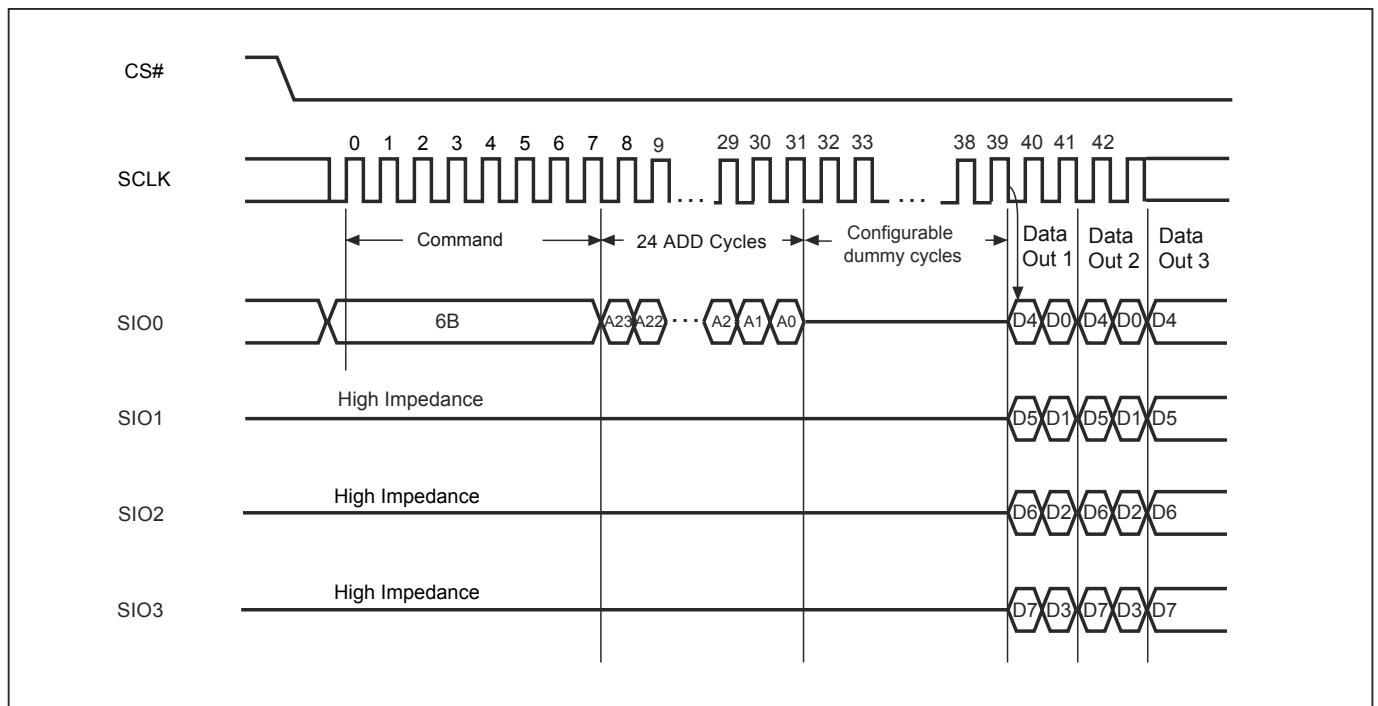 CS#
0 1 2 3 4 5 6 7 8 9 29 30 31 32 33 38 39 40 41 42
SCLK
· · · · · ·
Command 24 ADD Cycles Configurable dummy cycles Data Out 1 Data Out 2 Data Out 3
SIO0 6B A23 A22 · · · A2 A1 A0 D4 D0 D4 D0 D4
High Impedance
SIO1 D5 D1 D5 D1 D5
High Impedance
SIO2 D6 D2 D6 D2 D6
High Impedance
SIO3 D7 D3 D7 D3 D7